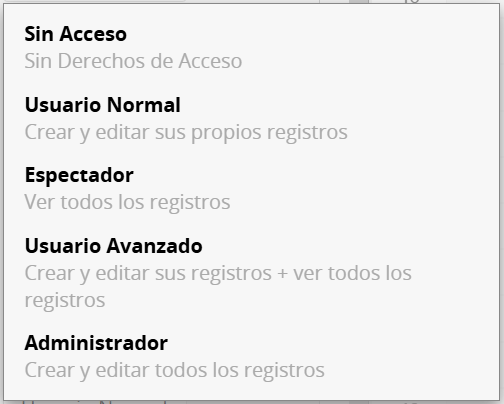 Sin Acceso
Sin Derechos de Acceso
Usuario Normal
Crear y editar sus propios registros
Espectador
Ver todos los registros
Usuario Avanzado
Crear y editar sus registros + ver todos los
registros
Administrador
Crear y editar todos los registros